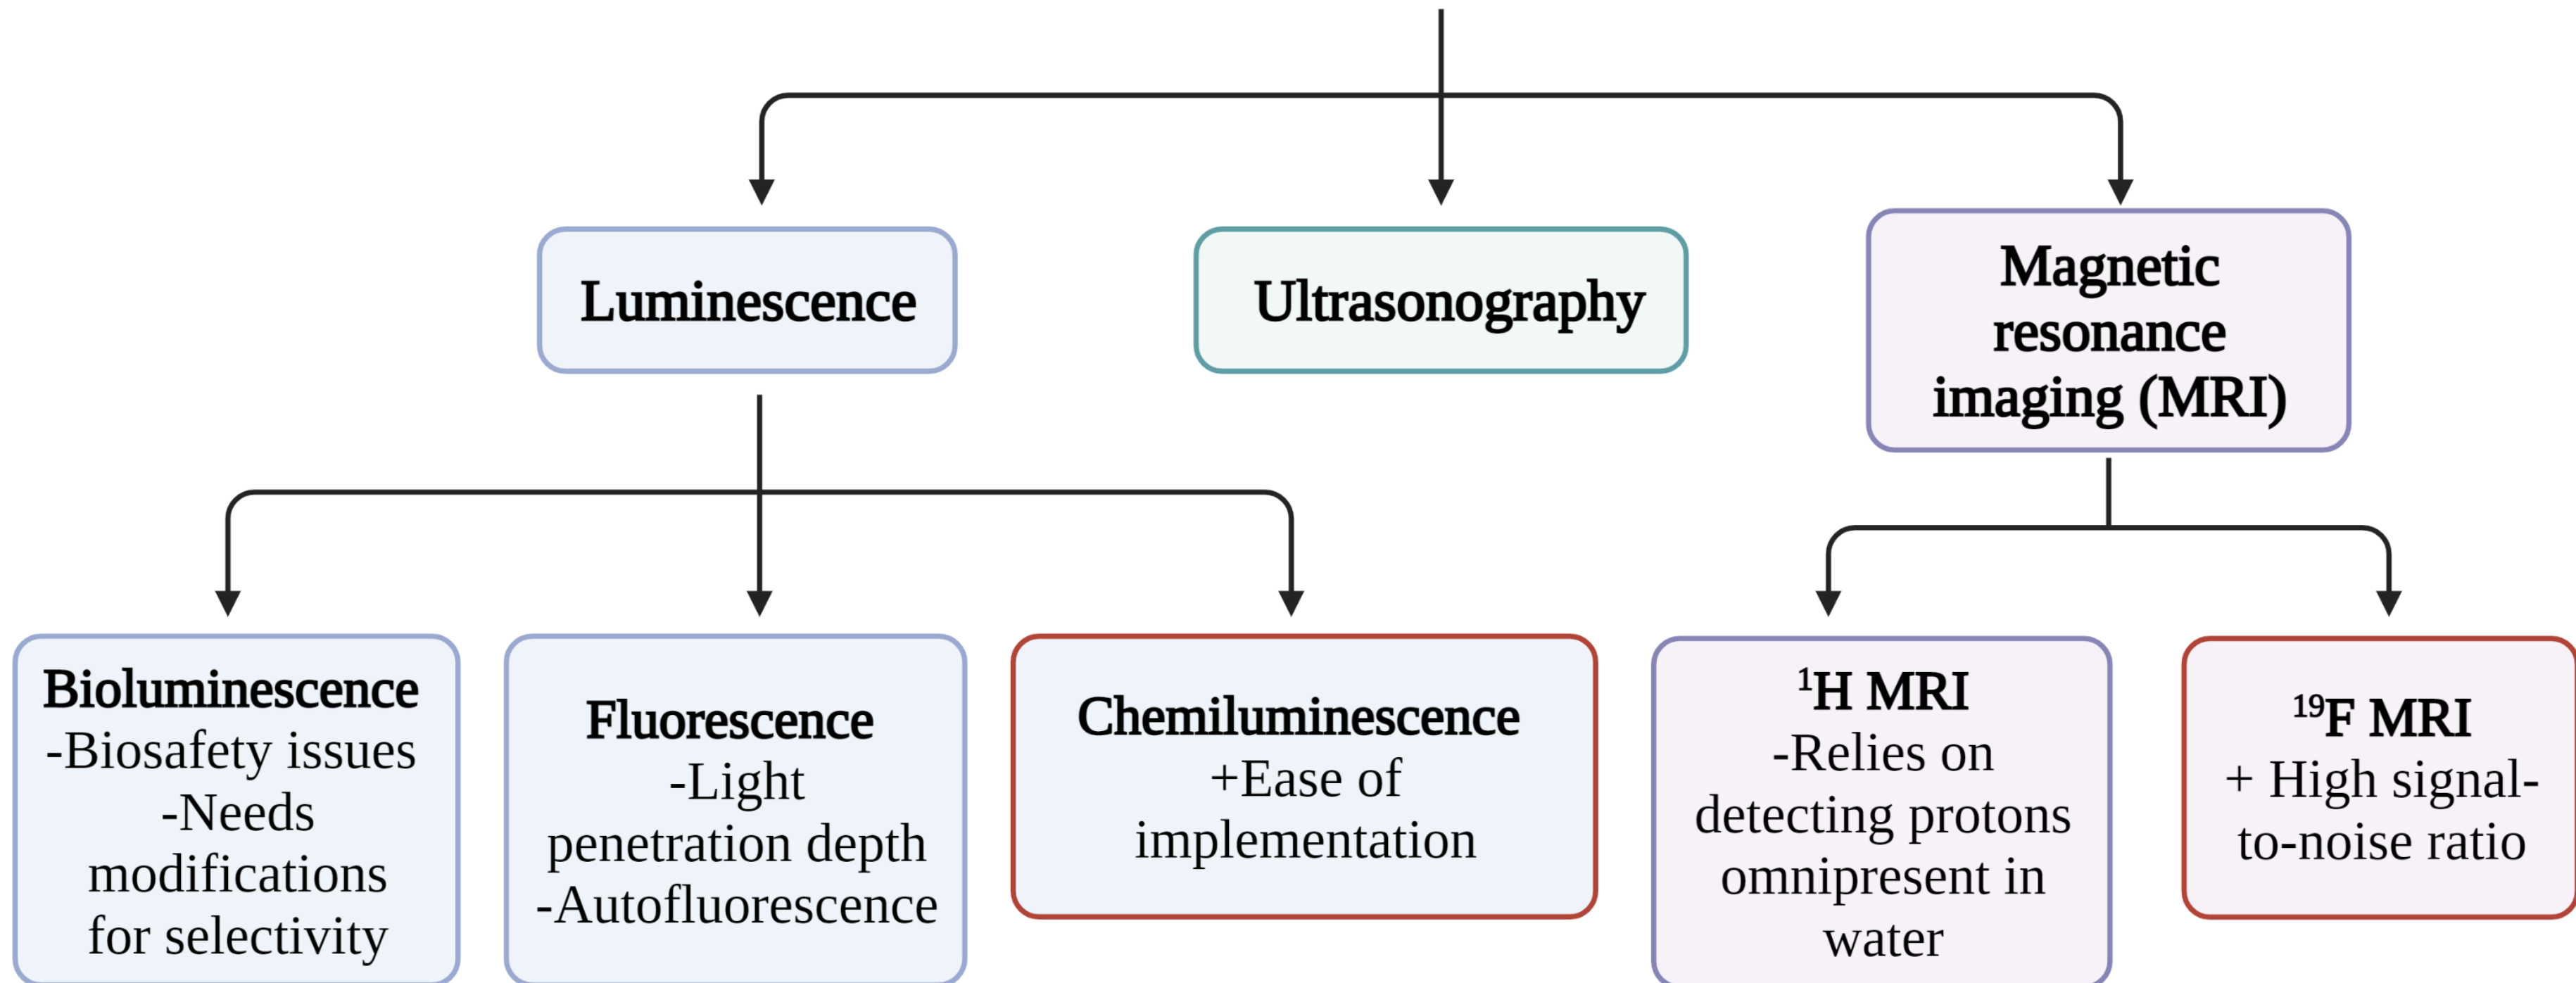 Luminescence
Ultrasonography
Magnetic
resonance
imaging (MRI)
Bioluminescence
-Biosafety issues
-Needs
modifications
for selectivity
Fluorescence
-Light
penetration depth
-Autofluorescence
Chemiluminescence
+Ease of
implementation
¹H MRI
-Relies on
detecting protons
omnipresent in
water
¹⁹F MRI
+ High signal-
to-noise ratio